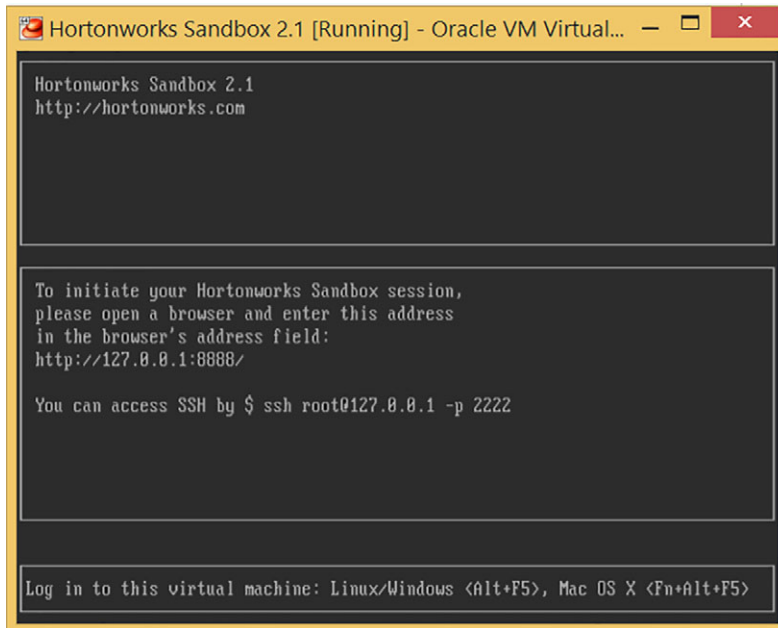 Hortonworks Sandbox 2.1 [Running] - Oracle VM Virtual...
Hortonworks Sandbox 2.1
http://hortonworks.com
To initiate your Hortonworks Sandbox session,
please open a browser and enter this address
in the browser's address field:
http://127.0.0.1:8888/
You can access SSH by $ ssh root@127.0.0.1 -p 2222
Log in to this virtual machine: Linux/Windows <Alt+F5>, Mac OS X <Fn+Alt+F5>